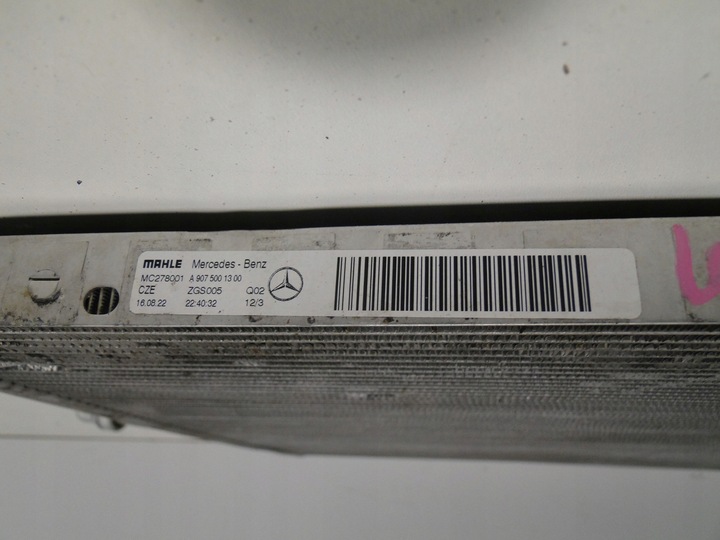 MAHLE Mercedes-Benz
MC278001 A 907 500 13 00
CZE ZGS005 Q02
16.08.22 22:40:32 12/3